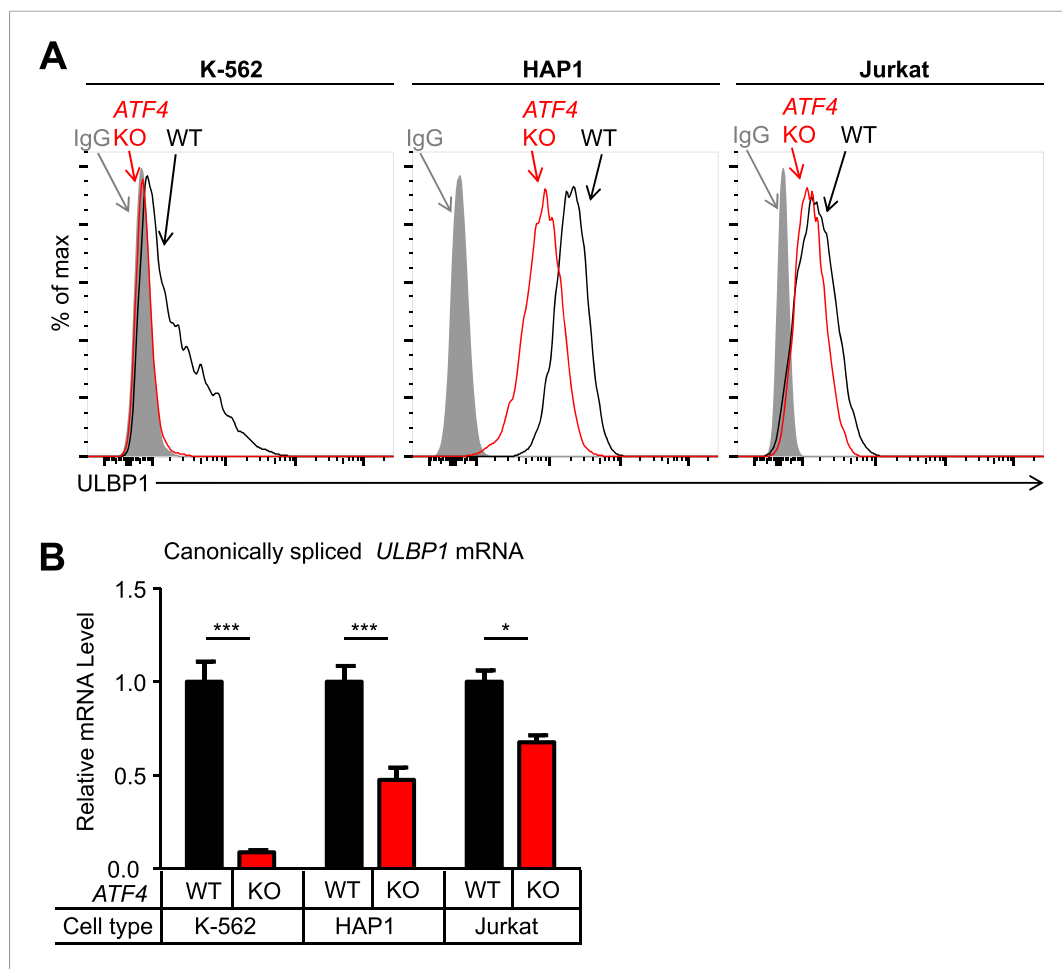 A
K-562
HAP1
Jurkat
ATF4
IgG KO WT
ATF4
IgG KO WT
ATF4
IgG KO WT
% of max
ULBP1
B
Canonically spliced ULBP1 mRNA
Relative mRNA Level
1.5
1.0
0.5
0.0
*** *** *
ATF4 WT KO WT KO WT KO
Cell type K-562 HAP1 Jurkat